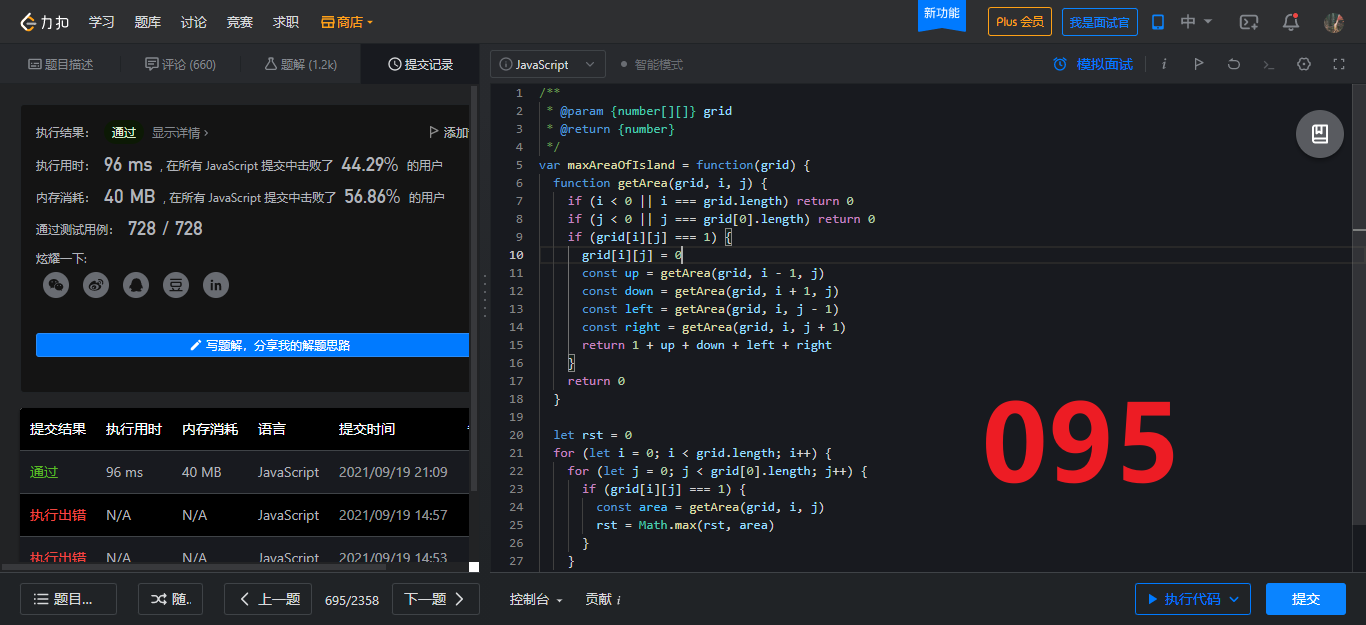 力扣 学习 题库 讨论 竞赛 求职 商店 新功能 Plus 会员 我是面试官 中
题目描述 评论 (660) 题解 (1.2k) 提交记录 JavaScript 智能模式 模拟面试
执行结果： 通过 显示详情 › 添加
执行用时： 96 ms , 在所有 JavaScript 提交中击败了 44.29% 的用户
内存消耗： 40 MB , 在所有 JavaScript 提交中击败了 56.86% 的用户
通过测试用例： 728 / 728
炫耀一下:
豆 in
写题解，分享我的解题思路
提交结果 执行用时 内存消耗 语言 提交时间
通过 96 ms 40 MB JavaScript 2021/09/19 21:09
执行出错 N/A N/A JavaScript 2021/09/19 14:57
执行出错 N/A N/A JavaScript 2021/09/19 14:53
1 /**
2 * @param {number[][]} grid
3 * @return {number}
4 */
5 var maxAreaOfIsland = function(grid) {
6 function getArea(grid, i, j) {
7 if (i < 0 || i === grid.length) return 0
8 if (j < 0 || j === grid[0].length) return 0
9 if (grid[i][j] === 1) {
10 grid[i][j] = 0
11 const up = getArea(grid, i - 1, j)
12 const down = getArea(grid, i + 1, j)
13 const left = getArea(grid, i, j - 1)
14 const right = getArea(grid, i, j + 1)
15 return 1 + up + down + left + right
16 }
17 return 0
18 }
19
20 let rst = 0
21 for (let i = 0; i < grid.length; i++) {
22 for (let j = 0; j < grid[0].length; j++) {
23 if (grid[i][j] === 1) {
24 const area = getArea(grid, i, j)
25 rst = Math.max(rst, area)
26 }
27 }
095
题目... 随.. 上一题 695/2358 下一题 控制台 贡献 i 执行代码 提交